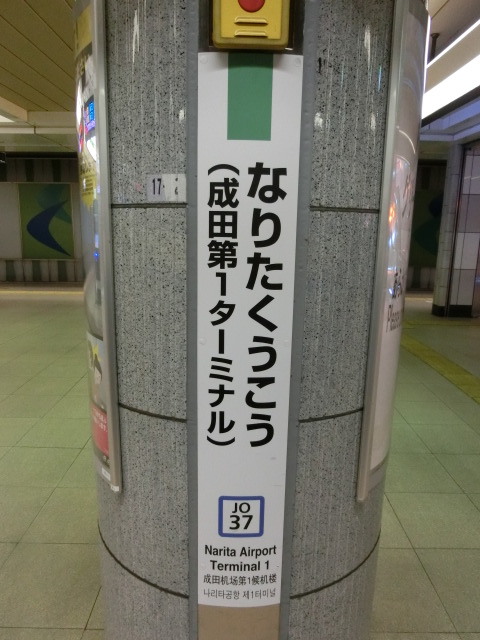 なりたくうこう
（成田第1ターミナル）
JO
37
Narita Airport
Terminal 1
成田机场第1候机楼
나리타공항 제1터미널
17